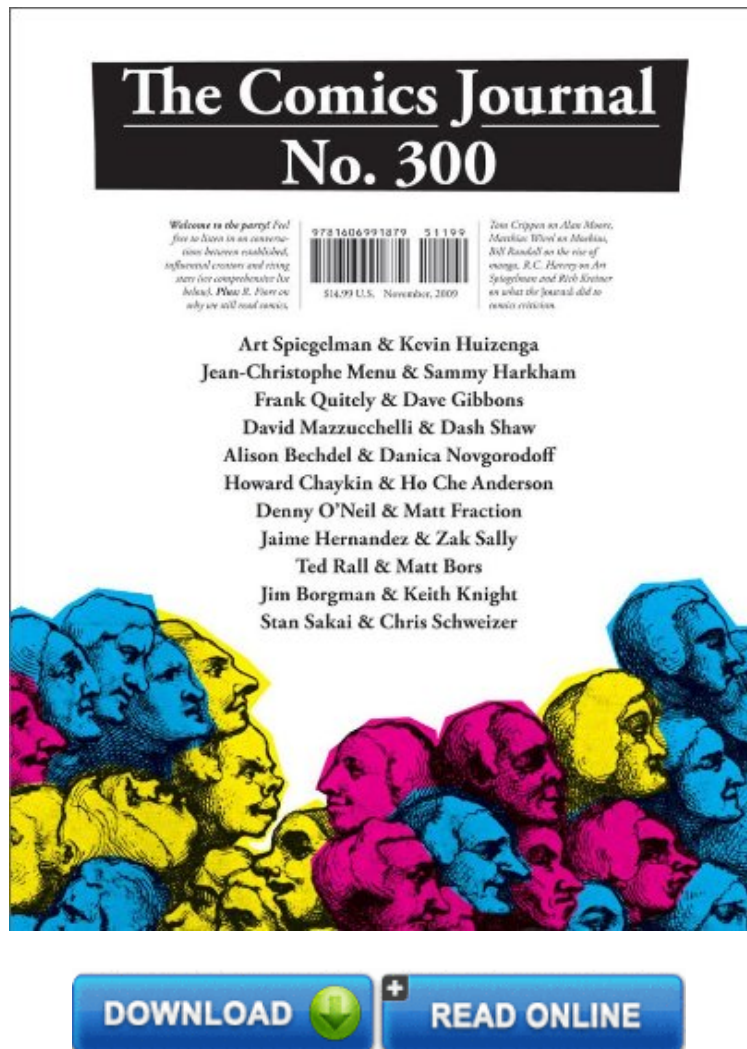 The Comics Journal
No. 300
Welcome to the party! Feel
free to listen in on conversa-
tions between established,
influential creators and rising
stars (see comprehensive list
below). Plus: R. Fiore on
why we still read comics,
9781606991879 51199
$14.99 U.S. November, 2009
Tom Crippen on Alan Moore,
Matthias Wivel on Moebius,
Bill Randall on the rise of
manga, R.C. Harvey on Art
Spiegelman and Rich Kreiner
on what the Journal did to
comics criticism.
Art Spiegelman & Kevin Huizenga
Jean-Christophe Menu & Sammy Harkham
Frank Quitely & Dave Gibbons
David Mazzucchelli & Dash Shaw
Alison Bechdel & Danica Novgorodoff
Howard Chaykin & Ho Che Anderson
Denny O'Neil & Matt Fraction
Jaime Hernandez & Zak Sally
Ted Rall & Matt Bors
Jim Borgman & Keith Knight
Stan Sakai & Chris Schweizer
DOWNLOAD
READ ONLINE